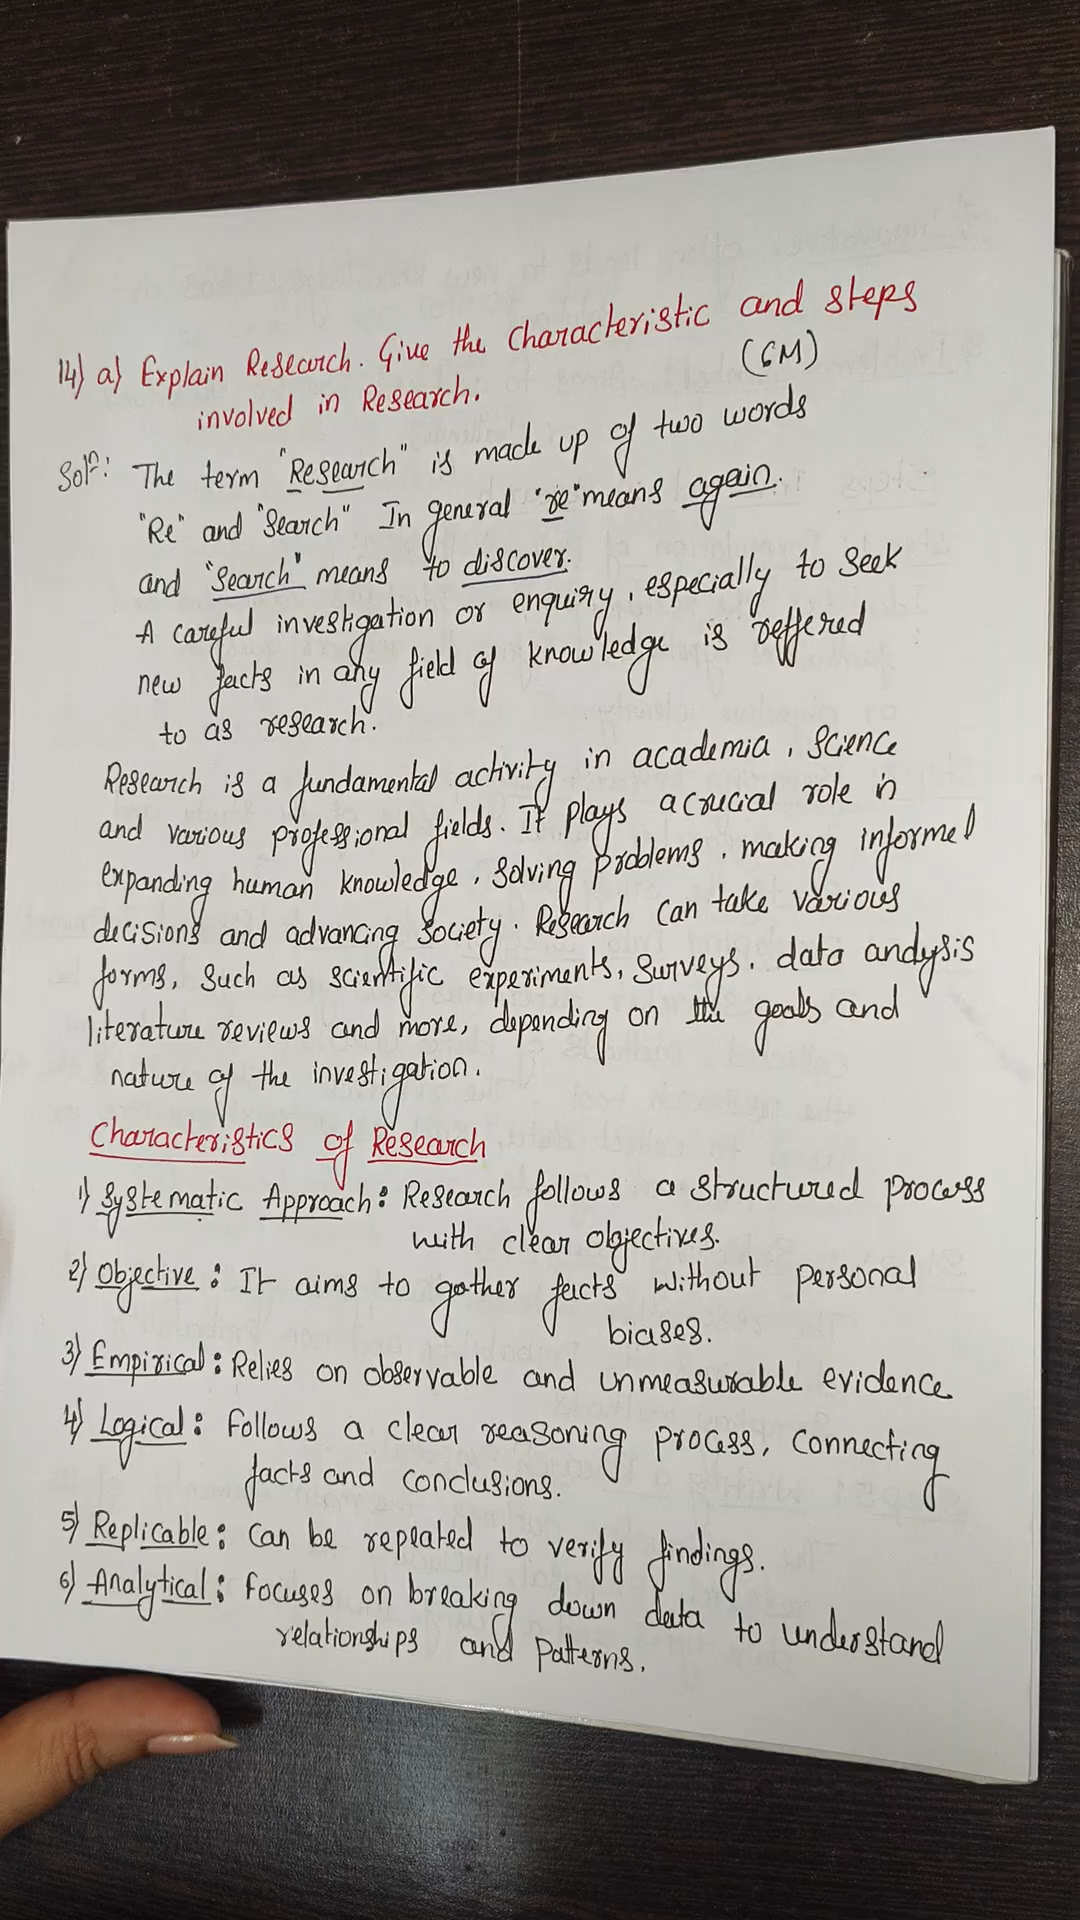 14) a) Explain Research. Give the Characteristic and steps
involved in Research. (6M)
Solⁿ: The term "Research" is made up of two words
"Re" and "Search" In general "re" means again.
and "Search" means to discover.
A careful investigation or enquiry, especially to seek
new facts in any field of knowledge is reffered
to as research.
Research is a fundamental activity in academia, science
and various professional fields. It plays a crucial role in
expanding human knowledge, solving problems, making informed
decisions and advancing society. Research can take various
forms, such as scientific experiments, surveys, data analysis
literature reviews and more, depending on the goals and
nature of the investigation.
Characteristics of Research
1) Systematic Approach: Research follows a structured process
with clear objectives.
2) Objective: It aims to gather facts without personal
biases.
3) Empirical: Relies on observable and unmeasurable evidence
4) Logical: Follows a clear reasoning process, connecting
facts and conclusions.
5) Replicable: Can be repeated to verify findings.
6) Analytical: Focuses on breaking down data to understand
relationships and patterns.